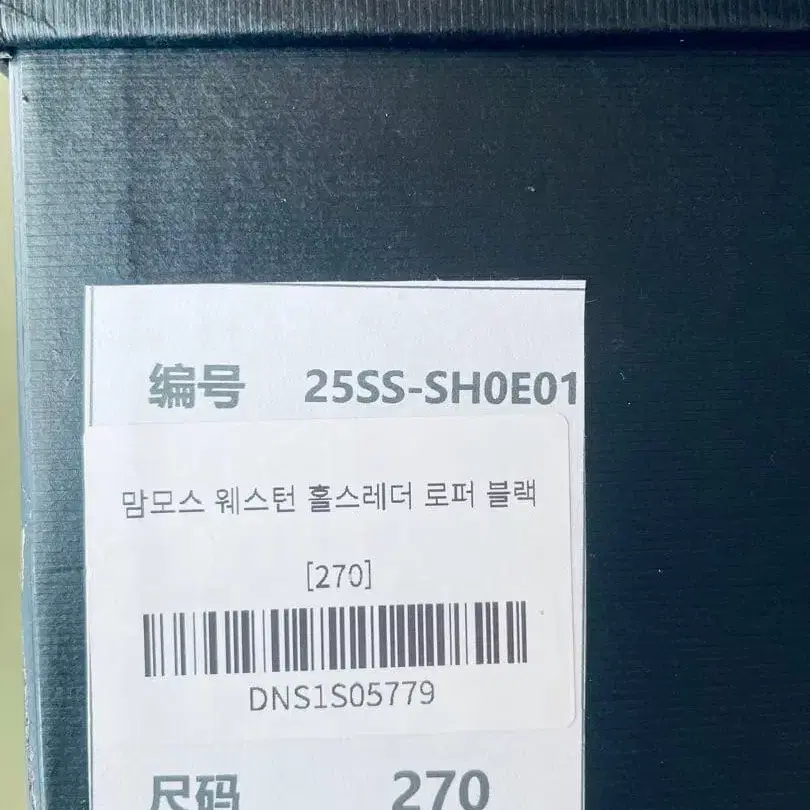 编号 25SS-SH0E01
맘모스 웨스턴 홀스레더 로퍼 블랙
[270]
DNS1S05779
尺码 270